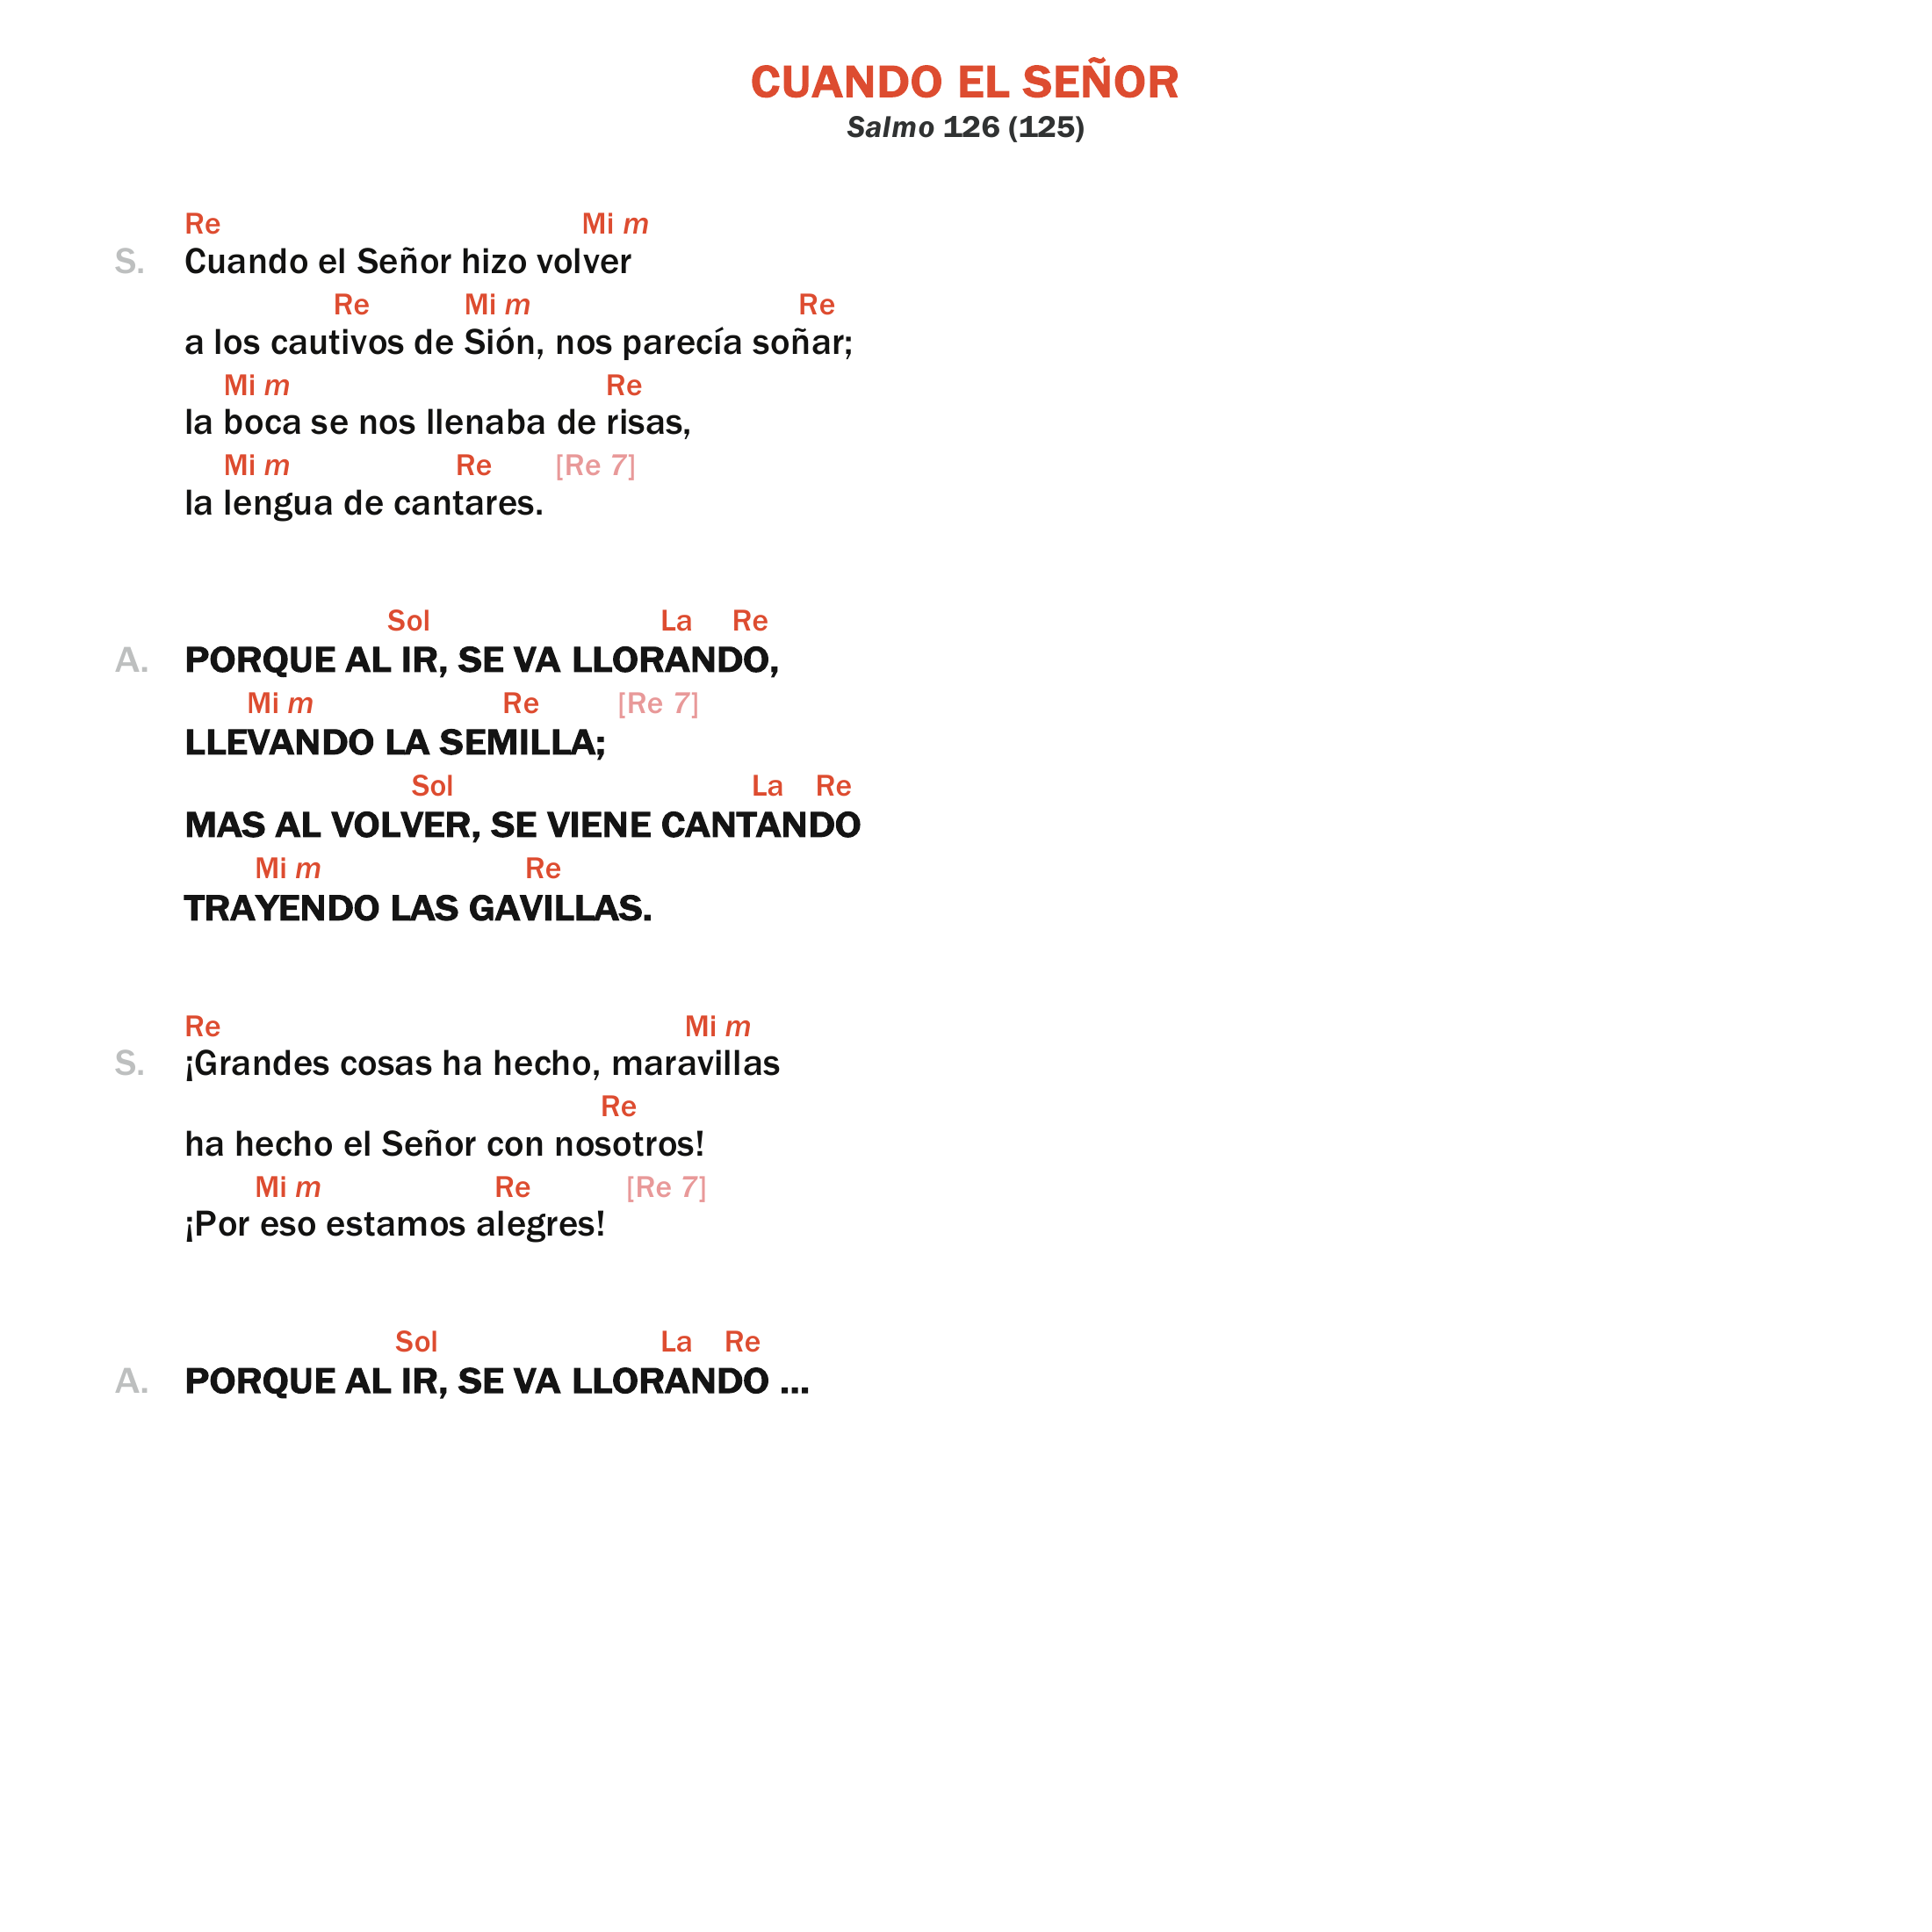 CUANDO EL SEÑOR
Salmo 126 (125)
Re Mi m
S. Cuando el Señor hizo volver
Re Mi m Re
a los cautivos de Sión, nos parecía soñar;
Mi m Re
la boca se nos llenaba de risas,
Mi m Re [Re 7]
la lengua de cantares.
Sol La Re
A. PORQUE AL IR, SE VA LLORANDO,
Mi m Re [Re 7]
LLEVANDO LA SEMILLA;
Sol La Re
MAS AL VOLVER, SE VIENE CANTANDO
Mi m Re
TRAYENDO LAS GAVILLAS.
Re Mi m
S. ¡Grandes cosas ha hecho, maravillas
Re
ha hecho el Señor con nosotros!
Mi m Re [Re 7]
¡Por eso estamos alegres!
Sol La Re
A. PORQUE AL IR, SE VA LLORANDO ...